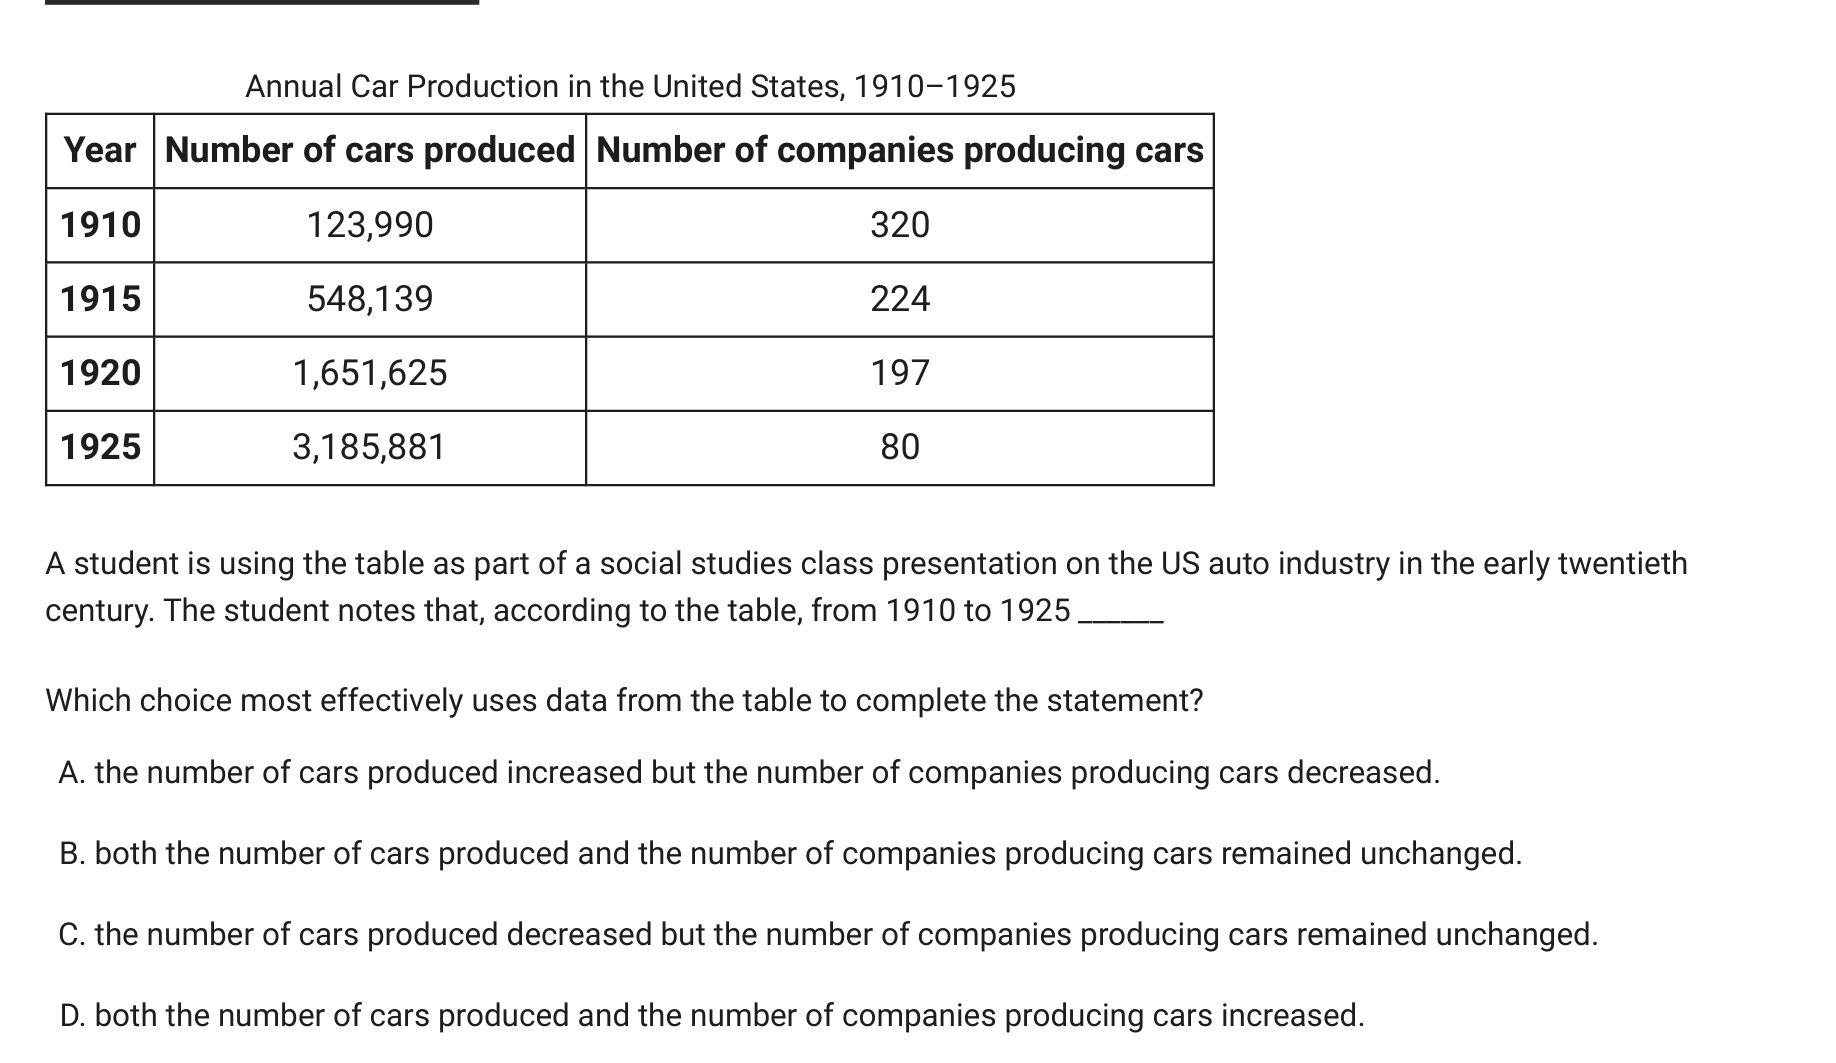 Annual Car Production in the United States, 1910–1925
Year Number of cars produced Number of companies producing cars
1910 123,990 320
1915 548,139 224
1920 1,651,625 197
1925 3,185,881 80
A student is using the table as part of a social studies class presentation on the US auto industry in the early twentieth
century. The student notes that, according to the table, from 1910 to 1925 ______
Which choice most effectively uses data from the table to complete the statement?
A. the number of cars produced increased but the number of companies producing cars decreased.
B. both the number of cars produced and the number of companies producing cars remained unchanged.
C. the number of cars produced decreased but the number of companies producing cars remained unchanged.
D. both the number of cars produced and the number of companies producing cars increased.